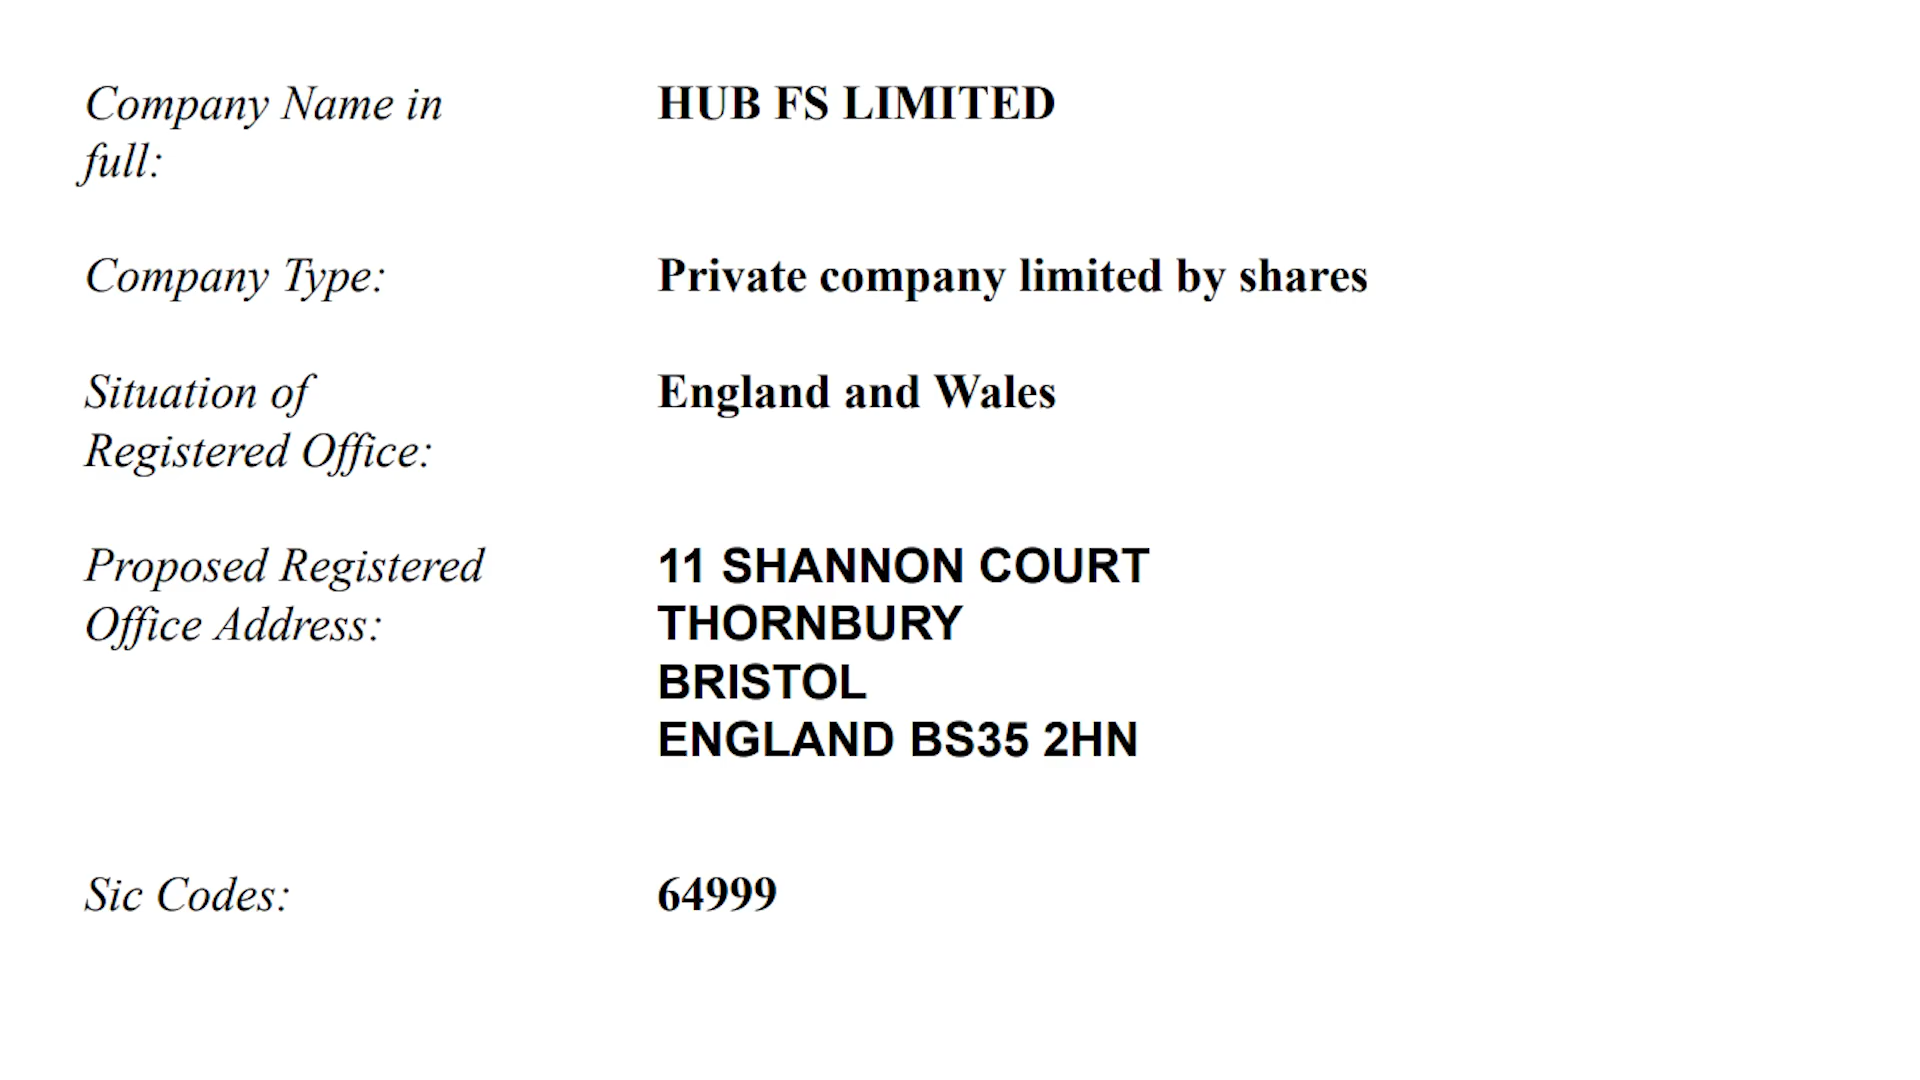 Company Name in full: HUB FS LIMITED
Company Type: Private company limited by shares
Situation of Registered Office: England and Wales
Proposed Registered Office Address: 11 SHANNON COURT
THORNBURY
BRISTOL
ENGLAND BS35 2HN
Sic Codes: 64999